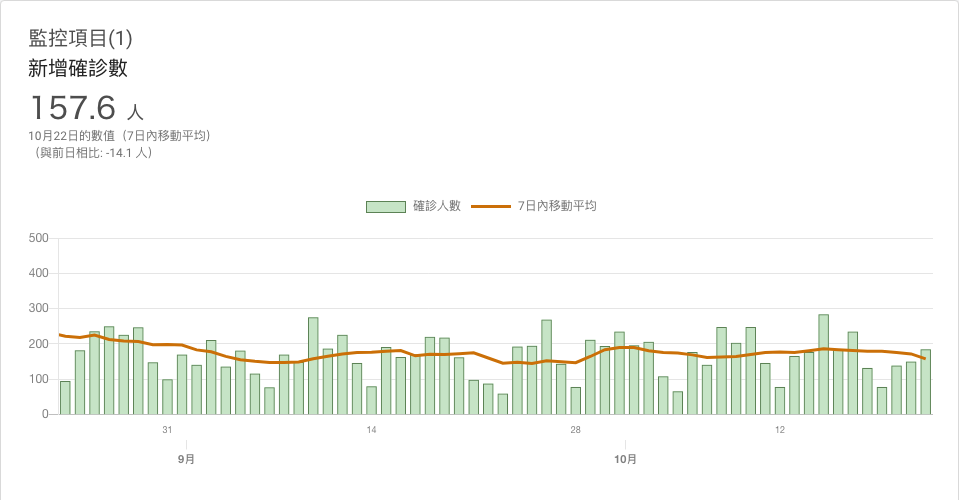 監控項目(1)
新增確診數
157.6 人
10月22日的數值（7日內移動平均）
（與前日相比: -14.1 人）
確診人數 7日內移動平均
500
400
300
200
100
0
31 14 28 12
9月 10月